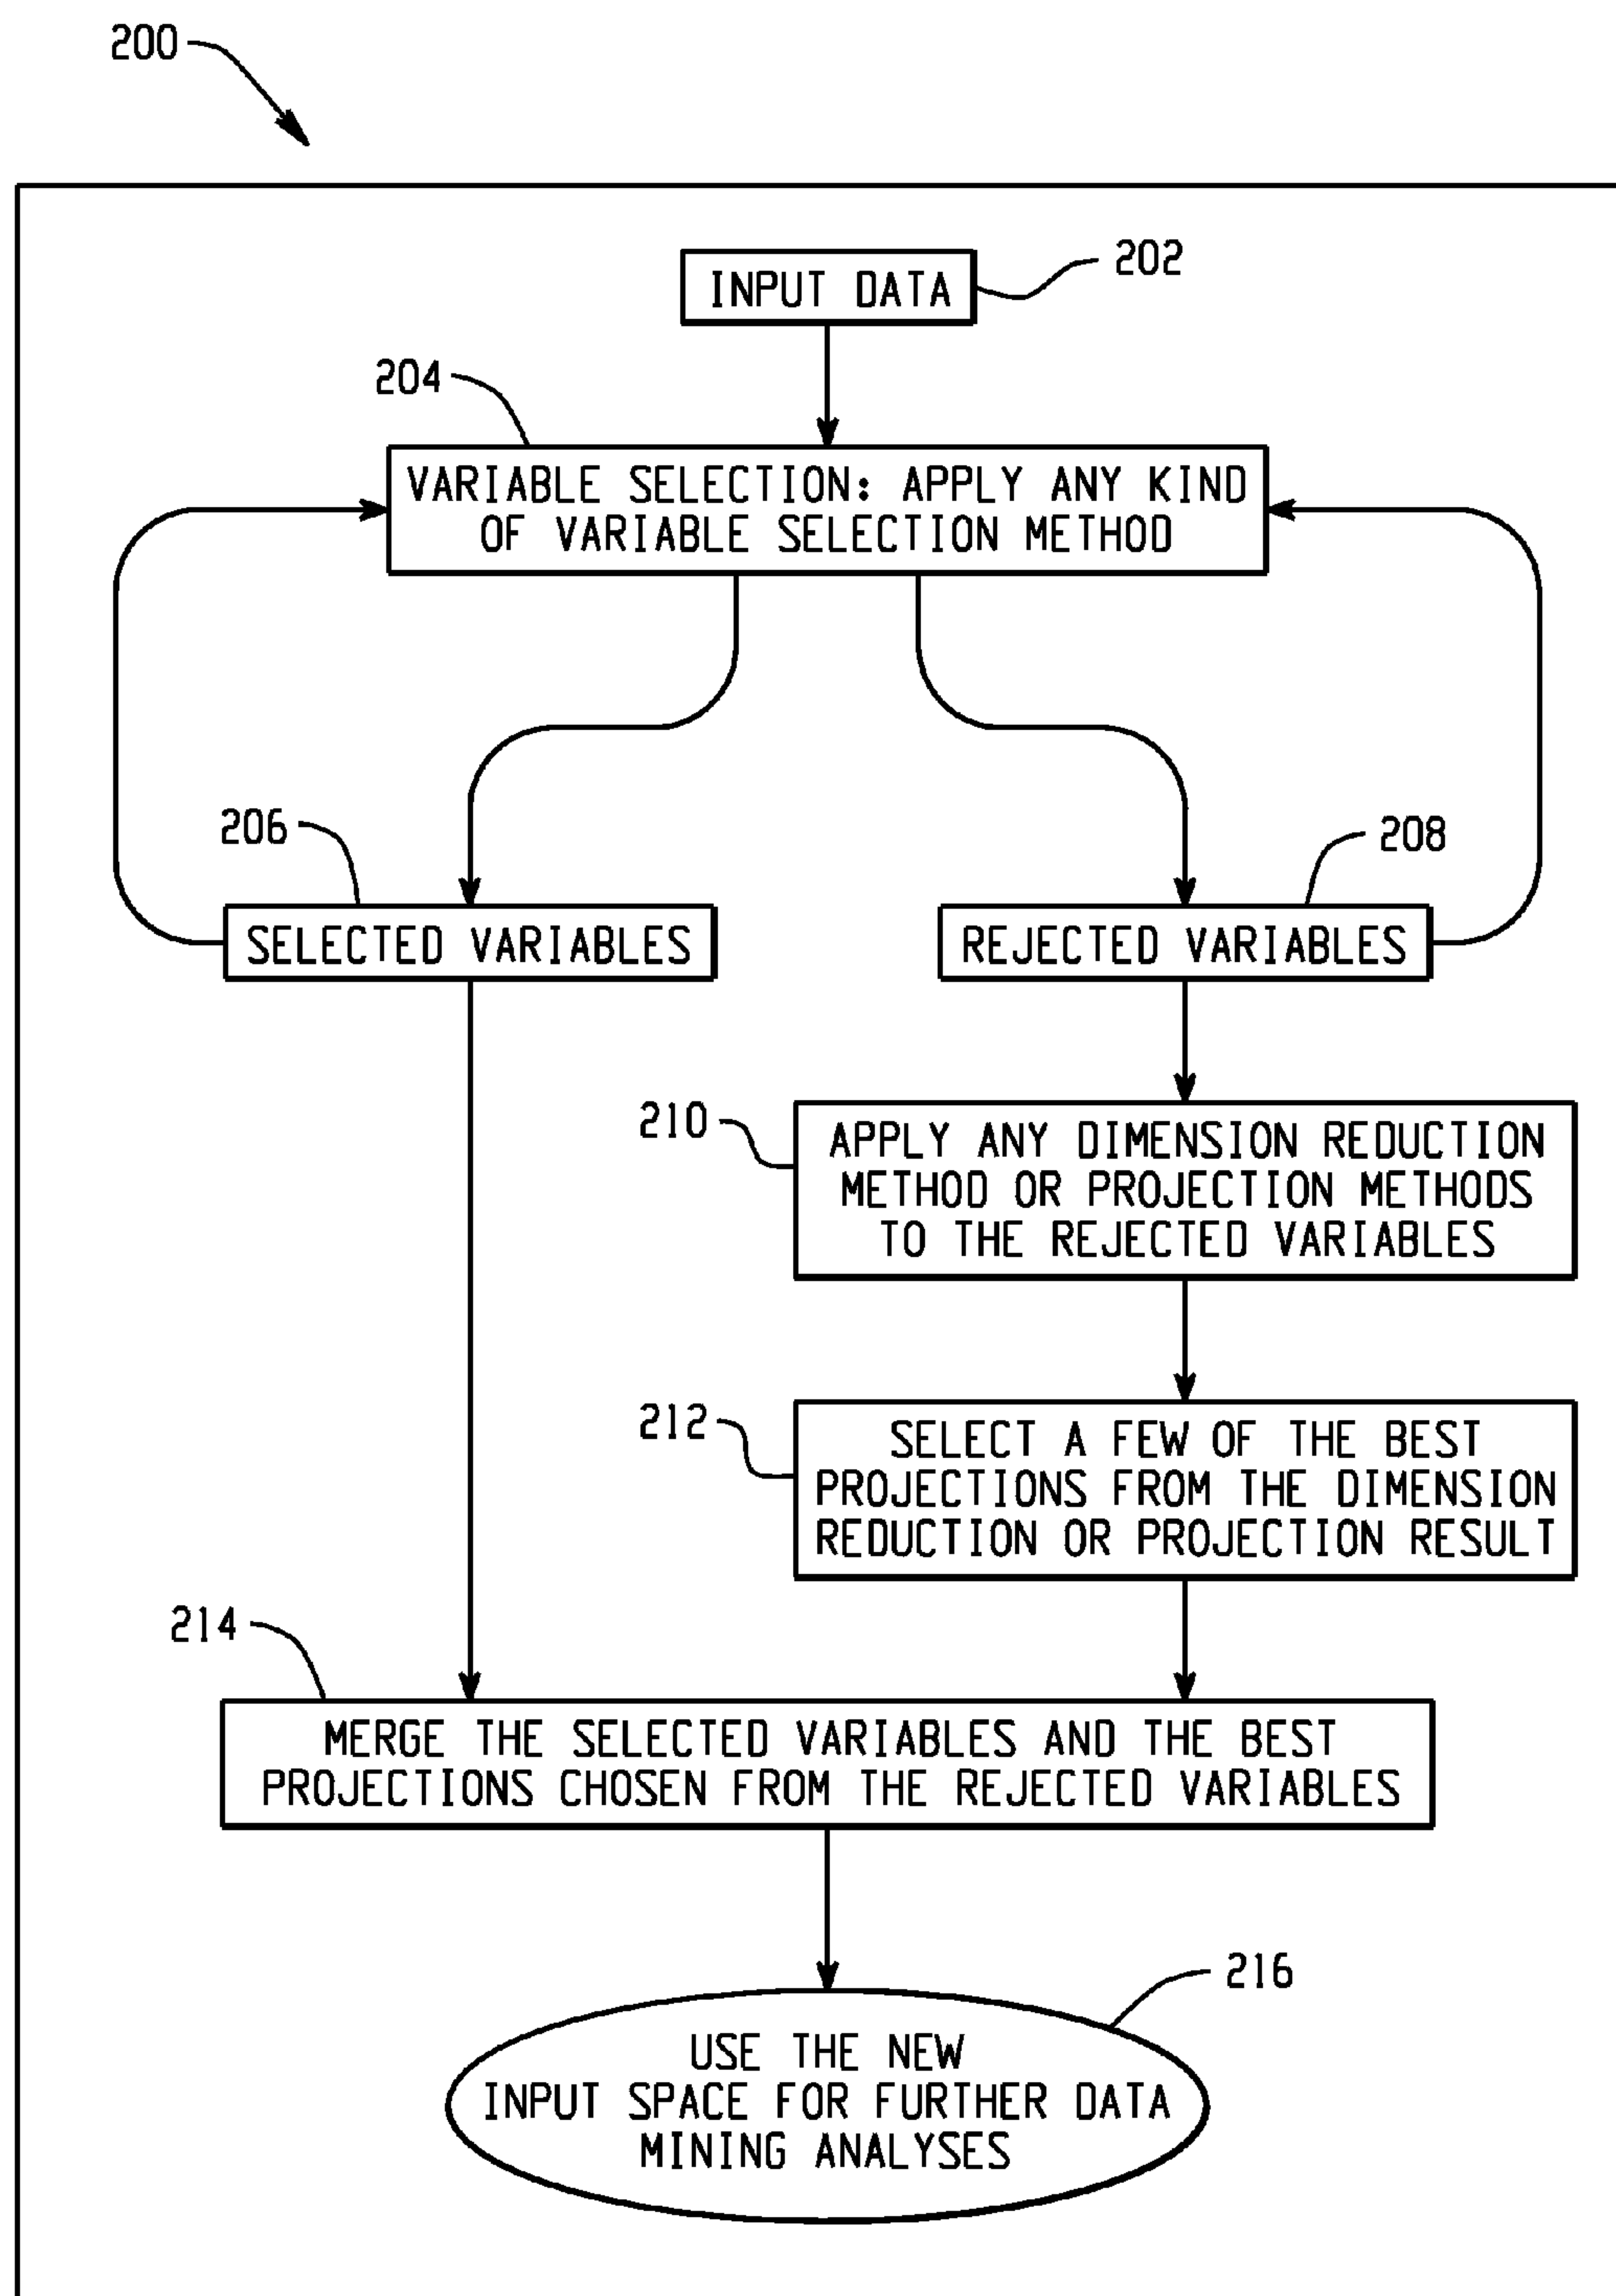 200
202
INPUT DATA
204
VARIABLE SELECTION: APPLY ANY KIND
OF VARIABLE SELECTION METHOD
206
208
SELECTED VARIABLES
REJECTED VARIABLES
210
APPLY ANY DIMENSION REDUCTION
METHOD OR PROJECTION METHODS
TO THE REJECTED VARIABLES
212
SELECT A FEW OF THE BEST
PROJECTIONS FROM THE DIMENSION
REDUCTION OR PROJECTION RESULT
214
MERGE THE SELECTED VARIABLES AND THE BEST
PROJECTIONS CHOSEN FROM THE REJECTED VARIABLES
216
USE THE NEW
INPUT SPACE FOR FURTHER DATA
MINING ANALYSES